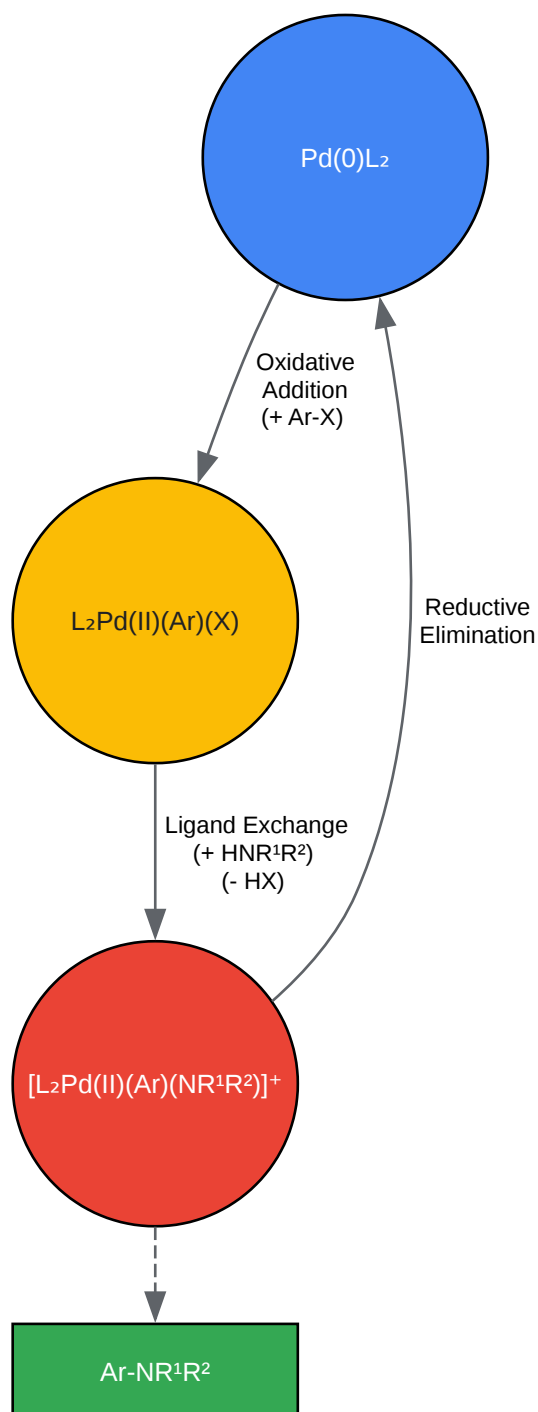 Pd(0)L₂
Oxidative
Addition
(+ Ar-X)
L₂Pd(II)(Ar)(X)
Reductive
Elimination
Ligand Exchange
(+ HNR¹R²)
(- HX)
[L₂Pd(II)(Ar)(NR¹R²)]⁺
Ar-NR¹R²